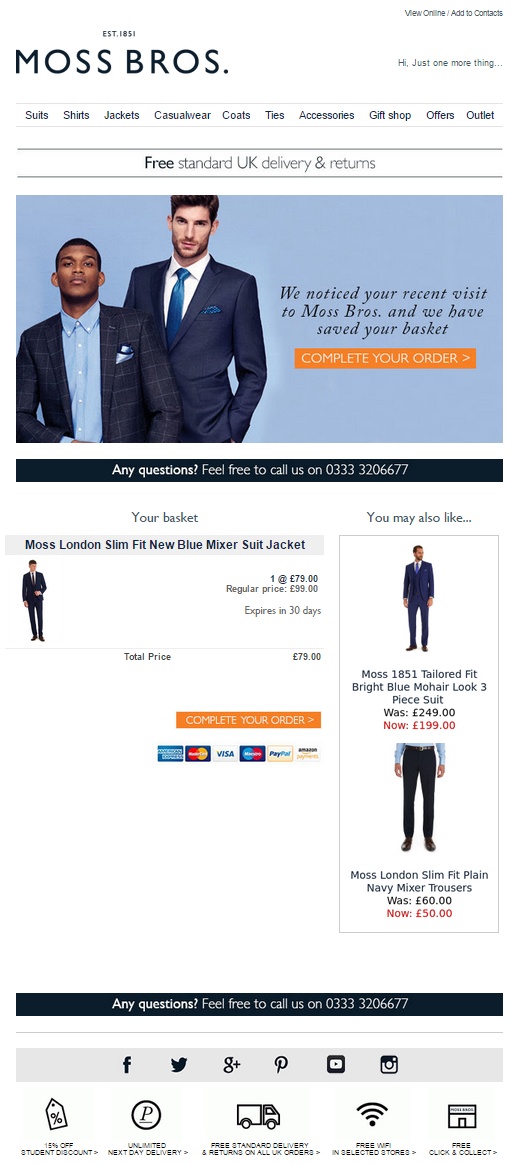 View Online / Add to Contacts
EST.1851
MOSS BROS.
Hi, Just one more thing...
Suits Shirts Jackets Casualwear Coats Ties Accessories Gift shop Offers Outlet
Free standard UK delivery & returns
We noticed your recent visit
to Moss Bros. and we have
saved your basket
COMPLETE YOUR ORDER >
Any questions? Feel free to call us on 0333 3206677
Your basket
Moss London Slim Fit New Blue Mixer Suit Jacket
1 @ £79.00
Regular price: £99.00
Expires in 30 days
Total Price £79.00
COMPLETE YOUR ORDER >
AMERICAN EXPRESS MasterCard VISA Maestro PayPal amazon payments
You may also like...
Moss 1851 Tailored Fit
Bright Blue Mohair Look 3
Piece Suit
Was: £249.00
Now: £199.00
Moss London Slim Fit Plain
Navy Mixer Trousers
Was: £60.00
Now: £50.00
Any questions? Feel free to call us on 0333 3206677
MOSS BROS
15% OFF
STUDENT DISCOUNT >
UNLIMITED
NEXT DAY DELIVERY >
FREE STANDARD DELIVERY
& RETURNS ON ALL UK ORDERS >
FREE WIFI
IN SELECTED STORES >
FREE
CLICK & COLLECT >